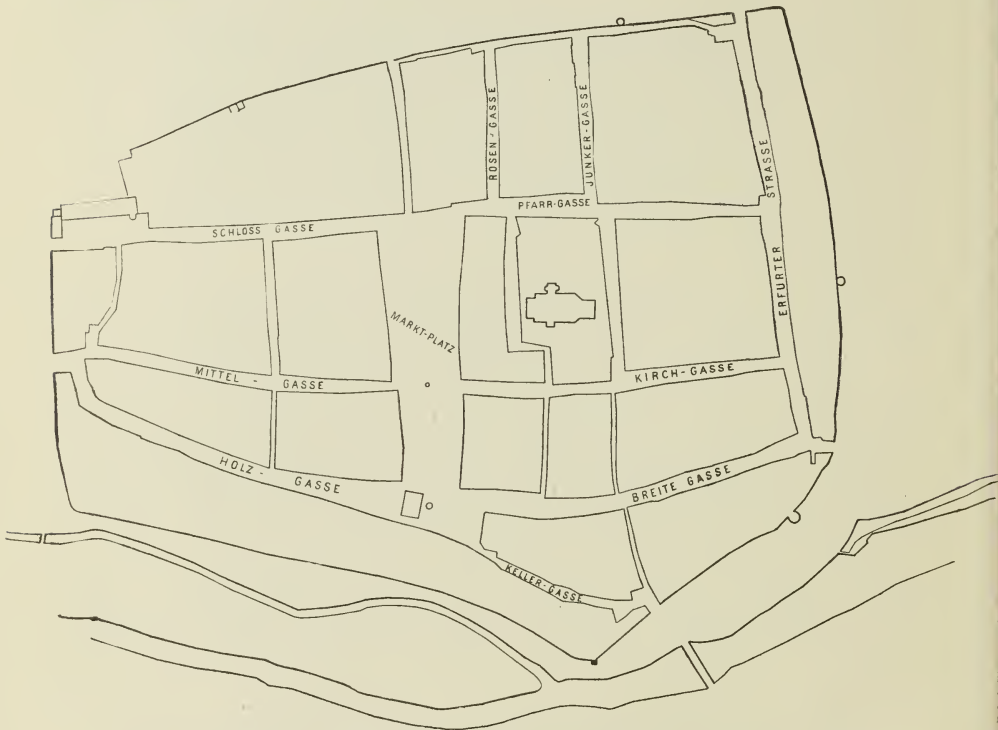 ROSEN-GASSE
JUNKER-GASSE
STRASSE
ERFURTER
PFARR-GASSE
SCHLOSS GASSE
MARKT-PLATZ
MITTEL - GASSE
KIRCH-GASSE
HOLZ - GASSE
BREITE GASSE
KELLER-GASSE